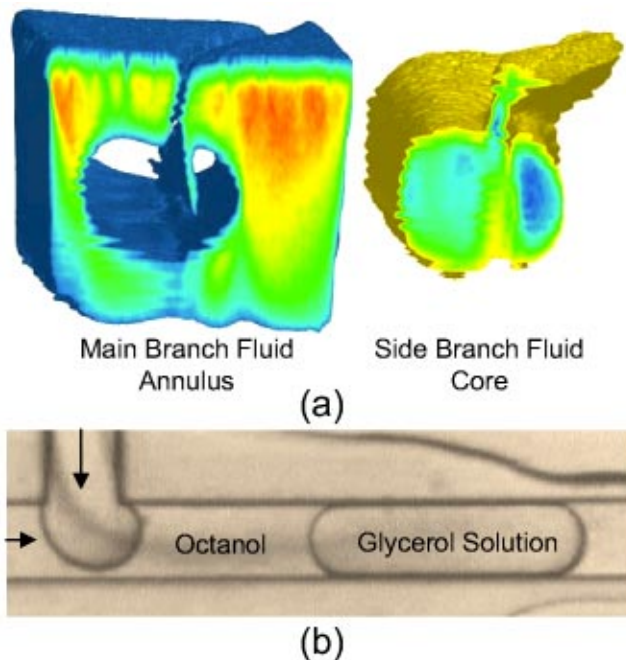 Main Branch Fluid
Annulus
Side Branch Fluid
Core
(a)
Octanol
Glycerol Solution
(b)